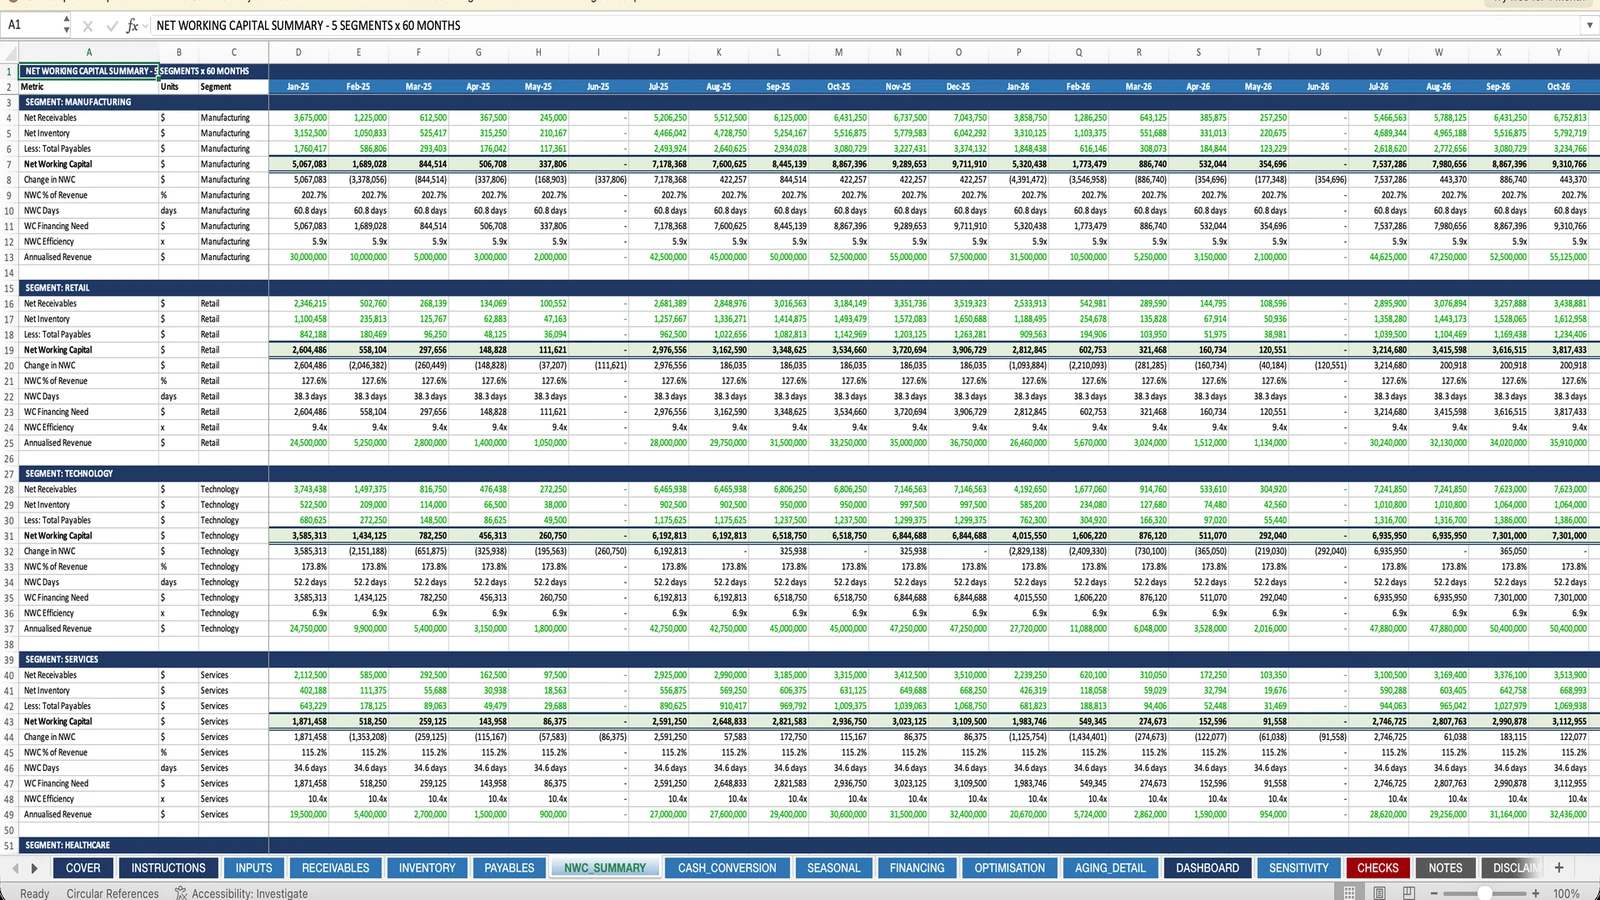 A1 fx NET WORKING CAPITAL SUMMARY - 5 SEGMENTS x 60 MONTHS
A B C D E F G H I J K L M N O P Q R S T U V W X Y
1 NET WORKING CAPITAL SUMMARY - 5 SEGMENTS x 60 MONTHS
2 Metric Units Segment Jan-25 Feb-25 Mar-25 Apr-25 May-25 Jun-25 Jul-25 Aug-25 Sep-25 Oct-25 Nov-25 Dec-25 Jan-26 Feb-26 Mar-26 Apr-26 May-26 Jun-26 Jul-26 Aug-26 Sep-26 Oct-26
3 SEGMENT: MANUFACTURING
4 Net Receivables $ Manufacturing 3,675,000 1,225,000 612,500 367,500 245,000 - 5,206,250 5,512,500 6,125,000 6,431,250 6,737,500 7,043,750 3,858,750 1,286,250 643,125 385,875 257,250 - 5,466,563 5,788,125 6,431,250 6,752,813
5 Net Inventory $ Manufacturing 3,152,500 1,050,833 525,417 315,250 210,167 - 4,466,042 4,728,750 5,254,167 5,516,875 5,779,583 6,042,292 3,310,125 1,103,375 551,688 331,013 220,675 - 4,689,344 4,965,188 5,516,875 5,792,719
6 Less: Total Payables $ Manufacturing 1,760,417 586,806 293,403 176,042 117,361 - 2,493,924 2,640,625 2,934,028 3,080,729 3,227,431 3,374,132 1,848,438 616,146 308,073 184,844 123,229 - 2,618,620 2,772,656 3,080,729 3,234,766
7 Net Working Capital $ Manufacturing 5,067,083 1,689,028 844,514 506,708 337,806 - 7,178,368 7,600,625 8,445,139 8,867,396 9,289,653 9,711,910 5,320,438 1,773,479 886,740 532,044 354,696 - 7,537,286 7,980,656 8,867,396 9,310,766
8 Change in NWC $ Manufacturing 5,067,083 (3,378,056) (844,514) (337,806) (168,903) (337,806) 7,178,368 422,257 844,514 422,257 422,257 422,257 (4,391,472) (3,546,958) (886,740) (354,696) (177,348) (354,696) 7,537,286 443,370 886,740 443,370
9 NWC % of Revenue % Manufacturing 202.7% 202.7% 202.7% 202.7% 202.7% - 202.7% 202.7% 202.7% 202.7% 202.7% 202.7% 202.7% 202.7% 202.7% 202.7% 202.7% - 202.7% 202.7% 202.7% 202.7%
10 NWC Days days Manufacturing 60.8 days 60.8 days 60.8 days 60.8 days 60.8 days - 60.8 days 60.8 days 60.8 days 60.8 days 60.8 days 60.8 days 60.8 days 60.8 days 60.8 days 60.8 days 60.8 days - 60.8 days 60.8 days 60.8 days 60.8 days
11 WC Financing Need $ Manufacturing 5,067,083 1,689,028 844,514 506,708 337,806 - 7,178,368 7,600,625 8,445,139 8,867,396 9,289,653 9,711,910 5,320,438 1,773,479 886,740 532,044 354,696 - 7,537,286 7,980,656 8,867,396 9,310,766
12 NWC Efficiency x Manufacturing 5.9x 5.9x 5.9x 5.9x 5.9x - 5.9x 5.9x 5.9x 5.9x 5.9x 5.9x 5.9x 5.9x 5.9x 5.9x 5.9x - 5.9x 5.9x 5.9x 5.9x
13 Annualised Revenue $ Manufacturing 30,000,000 10,000,000 5,000,000 3,000,000 2,000,000 - 42,500,000 45,000,000 50,000,000 52,500,000 55,000,000 57,500,000 31,500,000 10,500,000 5,250,000 3,150,000 2,100,000 - 44,625,000 47,250,000 52,500,000 55,125,000
14
15 SEGMENT: RETAIL
16 Net Receivables $ Retail 2,346,215 502,760 268,139 134,069 100,552 - 2,681,389 2,848,976 3,016,563 3,184,149 3,351,736 3,519,323 2,533,913 542,981 289,590 144,795 108,596 - 2,895,900 3,076,894 3,257,888 3,438,881
17 Net Inventory $ Retail 1,100,458 235,813 125,767 62,883 47,163 - 1,257,667 1,336,271 1,414,875 1,493,479 1,572,083 1,650,688 1,188,495 254,678 135,828 67,914 50,936 - 1,358,280 1,443,173 1,528,065 1,612,958
18 Less: Total Payables $ Retail 842,188 180,469 96,250 48,125 36,094 - 962,500 1,022,656 1,082,813 1,142,969 1,203,125 1,263,281 909,563 194,906 103,950 51,975 38,981 - 1,039,500 1,104,469 1,169,438 1,234,406
19 Net Working Capital $ Retail 2,604,486 558,104 297,656 148,828 111,621 - 2,976,556 3,162,590 3,348,625 3,534,660 3,720,694 3,906,729 2,812,845 602,753 321,468 160,734 120,551 - 3,214,680 3,415,598 3,616,515 3,817,433
20 Change in NWC $ Retail 2,604,486 (2,046,382) (260,449) (148,828) (37,207) (111,621) 2,976,556 186,035 186,035 186,035 186,035 186,035 (1,093,884) (2,210,093) (281,285) (160,734) (40,184) (120,551) 3,214,680 200,918 200,918 200,918
21 NWC % of Revenue % Retail 127.6% 127.6% 127.6% 127.6% 127.6% - 127.6% 127.6% 127.6% 127.6% 127.6% 127.6% 127.6% 127.6% 127.6% 127.6% 127.6% - 127.6% 127.6% 127.6% 127.6%
22 NWC Days days Retail 38.3 days 38.3 days 38.3 days 38.3 days 38.3 days - 38.3 days 38.3 days 38.3 days 38.3 days 38.3 days 38.3 days 38.3 days 38.3 days 38.3 days 38.3 days 38.3 days - 38.3 days 38.3 days 38.3 days 38.3 days
23 WC Financing Need $ Retail 2,604,486 558,104 297,656 148,828 111,621 - 2,976,556 3,162,590 3,348,625 3,534,660 3,720,694 3,906,729 2,812,845 602,753 321,468 160,734 120,551 - 3,214,680 3,415,598 3,616,515 3,817,433
24 NWC Efficiency x Retail 9.4x 9.4x 9.4x 9.4x 9.4x - 9.4x 9.4x 9.4x 9.4x 9.4x 9.4x 9.4x 9.4x 9.4x 9.4x 9.4x - 9.4x 9.4x 9.4x 9.4x
25 Annualised Revenue $ Retail 24,500,000 5,250,000 2,800,000 1,400,000 1,050,000 - 28,000,000 29,750,000 31,500,000 33,250,000 35,000,000 36,750,000 26,460,000 5,670,000 3,024,000 1,512,000 1,134,000 - 30,240,000 32,130,000 34,020,000 35,910,000
26
27 SEGMENT: TECHNOLOGY
28 Net Receivables $ Technology 3,743,438 1,497,375 816,750 476,438 272,250 - 6,465,938 6,465,938 6,806,250 6,806,250 7,146,563 7,146,563 4,192,650 1,677,060 914,760 533,610 304,920 - 7,241,850 7,241,850 7,623,000 7,623,000
29 Net Inventory $ Technology 522,500 209,000 114,000 66,500 38,000 - 902,500 902,500 950,000 950,000 997,500 997,500 585,200 234,080 127,680 74,480 42,560 - 1,010,800 1,010,800 1,064,000 1,064,000
30 Less: Total Payables $ Technology 680,625 272,250 148,500 86,625 49,500 - 1,175,625 1,175,625 1,237,500 1,237,500 1,299,375 1,299,375 762,300 304,920 166,320 97,020 55,440 - 1,316,700 1,316,700 1,386,000 1,386,000
31 Net Working Capital $ Technology 3,585,313 1,434,125 782,250 456,313 260,750 - 6,192,813 6,192,813 6,518,750 6,518,750 6,844,688 6,844,688 4,015,550 1,606,220 876,120 511,070 292,040 - 6,935,950 6,935,950 7,301,000 7,301,000
32 Change in NWC $ Technology 3,585,313 (2,151,188) (651,875) (325,938) (195,563) (260,750) 6,192,813 - 325,938 - 325,938 - (2,829,138) (2,409,330) (730,100) (365,050) (219,030) (292,040) 6,935,950 - 365,050 -
33 NWC % of Revenue % Technology 173.8% 173.8% 173.8% 173.8% 173.8% - 173.8% 173.8% 173.8% 173.8% 173.8% 173.8% 173.8% 173.8% 173.8% 173.8% 173.8% - 173.8% 173.8% 173.8% 173.8%
34 NWC Days days Technology 52.2 days 52.2 days 52.2 days 52.2 days 52.2 days - 52.2 days 52.2 days 52.2 days 52.2 days 52.2 days 52.2 days 52.2 days 52.2 days 52.2 days 52.2 days 52.2 days - 52.2 days 52.2 days 52.2 days 52.2 days
35 WC Financing Need $ Technology 3,585,313 1,434,125 782,250 456,313 260,750 - 6,192,813 6,192,813 6,518,750 6,518,750 6,844,688 6,844,688 4,015,550 1,606,220 876,120 511,070 292,040 - 6,935,950 6,935,950 7,301,000 7,301,000
36 NWC Efficiency x Technology 6.9x 6.9x 6.9x 6.9x 6.9x - 6.9x 6.9x 6.9x 6.9x 6.9x 6.9x 6.9x 6.9x 6.9x 6.9x 6.9x - 6.9x 6.9x 6.9x 6.9x
37 Annualised Revenue $ Technology 24,750,000 9,900,000 5,400,000 3,150,000 1,800,000 - 42,750,000 42,750,000 45,000,000 45,000,000 47,250,000 47,250,000 27,720,000 11,088,000 6,048,000 3,528,000 2,016,000 - 47,880,000 47,880,000 50,400,000 50,400,000
38
39 SEGMENT: SERVICES
40 Net Receivables $ Services 2,112,500 585,000 292,500 162,500 97,500 - 2,925,000 2,990,000 3,185,000 3,315,000 3,412,500 3,510,000 2,239,250 620,100 310,050 172,250 103,350 - 3,100,500 3,169,400 3,376,100 3,513,900
41 Net Inventory $ Services 402,188 111,375 55,688 30,938 18,563 - 556,875 569,250 606,375 631,125 649,688 668,250 426,319 118,058 59,029 32,794 19,676 - 590,288 603,405 642,758 668,993
42 Less: Total Payables $ Services 643,229 178,125 89,063 49,479 29,688 - 890,625 910,417 969,792 1,009,375 1,039,063 1,068,750 681,823 188,813 94,406 52,448 31,469 - 944,063 965,042 1,027,979 1,069,938
43 Net Working Capital $ Services 1,871,458 518,250 259,125 143,958 86,375 - 2,591,250 2,648,833 2,821,583 2,936,750 3,023,125 3,109,500 1,983,746 549,345 274,673 152,596 91,558 - 2,746,725 2,807,763 2,990,878 3,112,955
44 Change in NWC $ Services 1,871,458 (1,353,208) (259,125) (115,167) (57,583) (86,375) 2,591,250 57,583 172,750 115,167 86,375 86,375 (1,125,754) (1,434,401) (274,673) (122,077) (61,038) (91,558) 2,746,725 61,038 183,115 122,077
45 NWC % of Revenue % Services 115.2% 115.2% 115.2% 115.2% 115.2% - 115.2% 115.2% 115.2% 115.2% 115.2% 115.2% 115.2% 115.2% 115.2% 115.2% 115.2% - 115.2% 115.2% 115.2% 115.2%
46 NWC Days days Services 34.6 days 34.6 days 34.6 days 34.6 days 34.6 days - 34.6 days 34.6 days 34.6 days 34.6 days 34.6 days 34.6 days 34.6 days 34.6 days 34.6 days 34.6 days 34.6 days - 34.6 days 34.6 days 34.6 days 34.6 days
47 WC Financing Need $ Services 1,871,458 518,250 259,125 143,958 86,375 - 2,591,250 2,648,833 2,821,583 2,936,750 3,023,125 3,109,500 1,983,746 549,345 274,673 152,596 91,558 - 2,746,725 2,807,763 2,990,878 3,112,955
48 NWC Efficiency x Services 10.4x 10.4x 10.4x 10.4x 10.4x - 10.4x 10.4x 10.4x 10.4x 10.4x 10.4x 10.4x 10.4x 10.4x 10.4x 10.4x - 10.4x 10.4x 10.4x 10.4x
49 Annualised Revenue $ Services 19,500,000 5,400,000 2,700,000 1,500,000 900,000 - 27,000,000 27,600,000 29,400,000 30,600,000 31,500,000 32,400,000 20,670,000 5,724,000 2,862,000 1,590,000 954,000 - 28,620,000 29,256,000 31,164,000 32,436,000
50
51 SEGMENT: HEALTHCARE
COVER INSTRUCTIONS INPUTS RECEIVABLES INVENTORY PAYABLES NWC_SUMMARY CASH_CONVERSION SEASONAL FINANCING OPTIMISATION AGING_DETAIL DASHBOARD SENSITIVITY CHECKS NOTES DISCLAIM +
Ready Circular References Accessibility: Investigate − + 100%